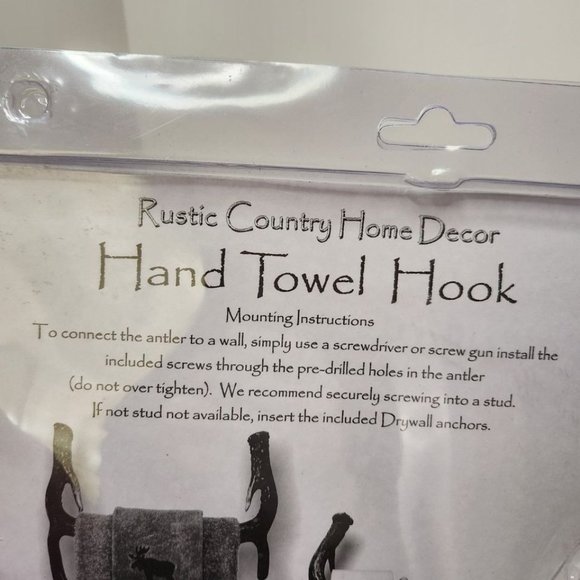 Rustic Country Home Decor
Hand Towel Hook
Mounting Instructions
To connect the antler to a wall, simply use a screwdriver or screw gun install the
included screws through the pre-drilled holes in the antler
(do not over tighten). We recommend securely screwing into a stud.
If not stud not available, insert the included Drywall anchors.